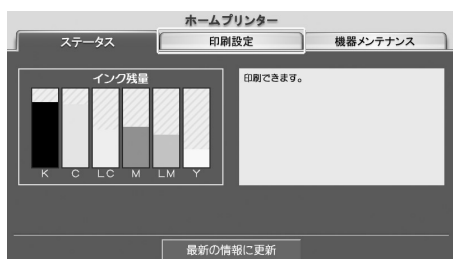 ホームプリンター
ステータス 印刷設定 機器メンテナンス
インク残量
印刷できます。
K C LC M LM Y
最新の情報に更新